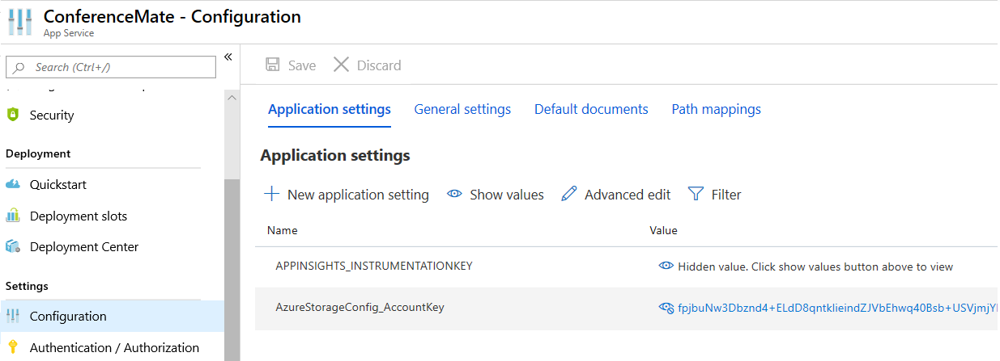 ConferenceMate - Configuration
App Service
Search (Ctrl+/)
«
Save
Discard
Security
Deployment
Quickstart
Deployment slots
Deployment Center
Settings
Configuration
Authentication / Authorization
Application settings
General settings
Default documents
Path mappings
Application settings
New application setting
Show values
Advanced edit
Filter
Name
Value
APPINSIGHTS_INSTRUMENTATIONKEY
Hidden value. Click show values button above to view
AzureStorageConfig_AccountKey
fpjbuNw3Dbznd4+ELdD8qntklieindZJVbEhwq40Bsb+USVjmjY